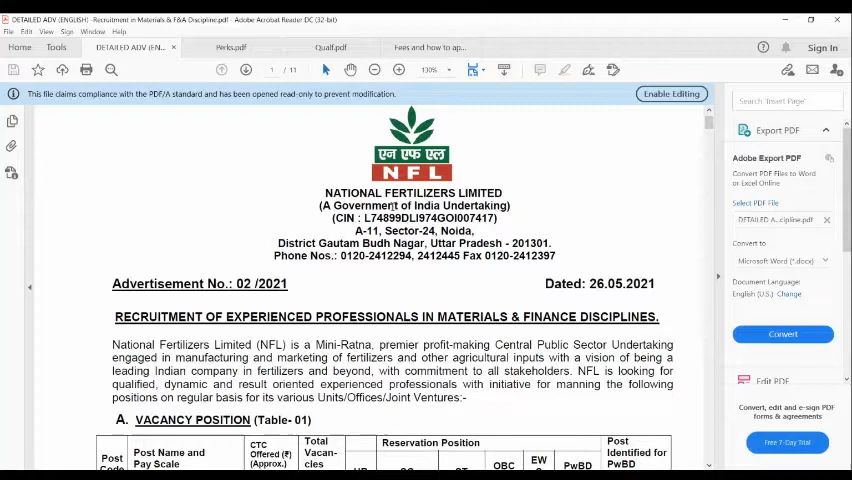 DETAILED ADV (ENGLISH) -Recruitment in Materials & F&A Discipline.pdf - Adobe Acrobat Reader DC (32-bit)
File Edit View Sign Window Help
Home Tools DETAILED ADV (EN... × Perks.pdf Qualf.pdf Fees and how to ap... Sign In
1 / 11 130%
This file claims compliance with the PDF/A standard and has been opened read-only to prevent modification. Enable Editing
Search 'Insert Page'
Export PDF
Adobe Export PDF
Convert PDF Files to Word
or Excel Online
Select PDF File
DETAILED A...cipline.pdf ×
Convert to
Microsoft Word (*.docx)
Document Language:
English (U.S.) Change
Convert
Edit PDF
Convert, edit and e-sign PDF
forms & agreements
Free 7-Day Trial
एन एफ एल
NFL
NATIONAL FERTILIZERS LIMITED
(A Government of India Undertaking)
(CIN : L74899DLI974GOI007417)
A-11, Sector-24, Noida,
District Gautam Budh Nagar, Uttar Pradesh - 201301.
Phone Nos.: 0120-2412294, 2412445 Fax 0120-2412397
Advertisement No.: 02 /2021 Dated: 26.05.2021
RECRUITMENT OF EXPERIENCED PROFESSIONALS IN MATERIALS & FINANCE DISCIPLINES.
National Fertilizers Limited (NFL) is a Mini-Ratna, premier profit-making Central Public Sector Undertaking
engaged in manufacturing and marketing of fertilizers and other agricultural inputs with a vision of being a
leading Indian company in fertilizers and beyond, with commitment to all stakeholders. NFL is looking for
qualified, dynamic and result oriented experienced professionals with initiative for manning the following
positions on regular basis for its various Units/Offices/Joint Ventures:-
A. VACANCY POSITION (Table- 01)
Post
Code
Post Name and
Pay Scale
CTC
Offered (₹)
(Approx.)
Total
Vacan-
cies
Reservation Position
OBC
EW
PwBD
Post
Identified for
PwBD